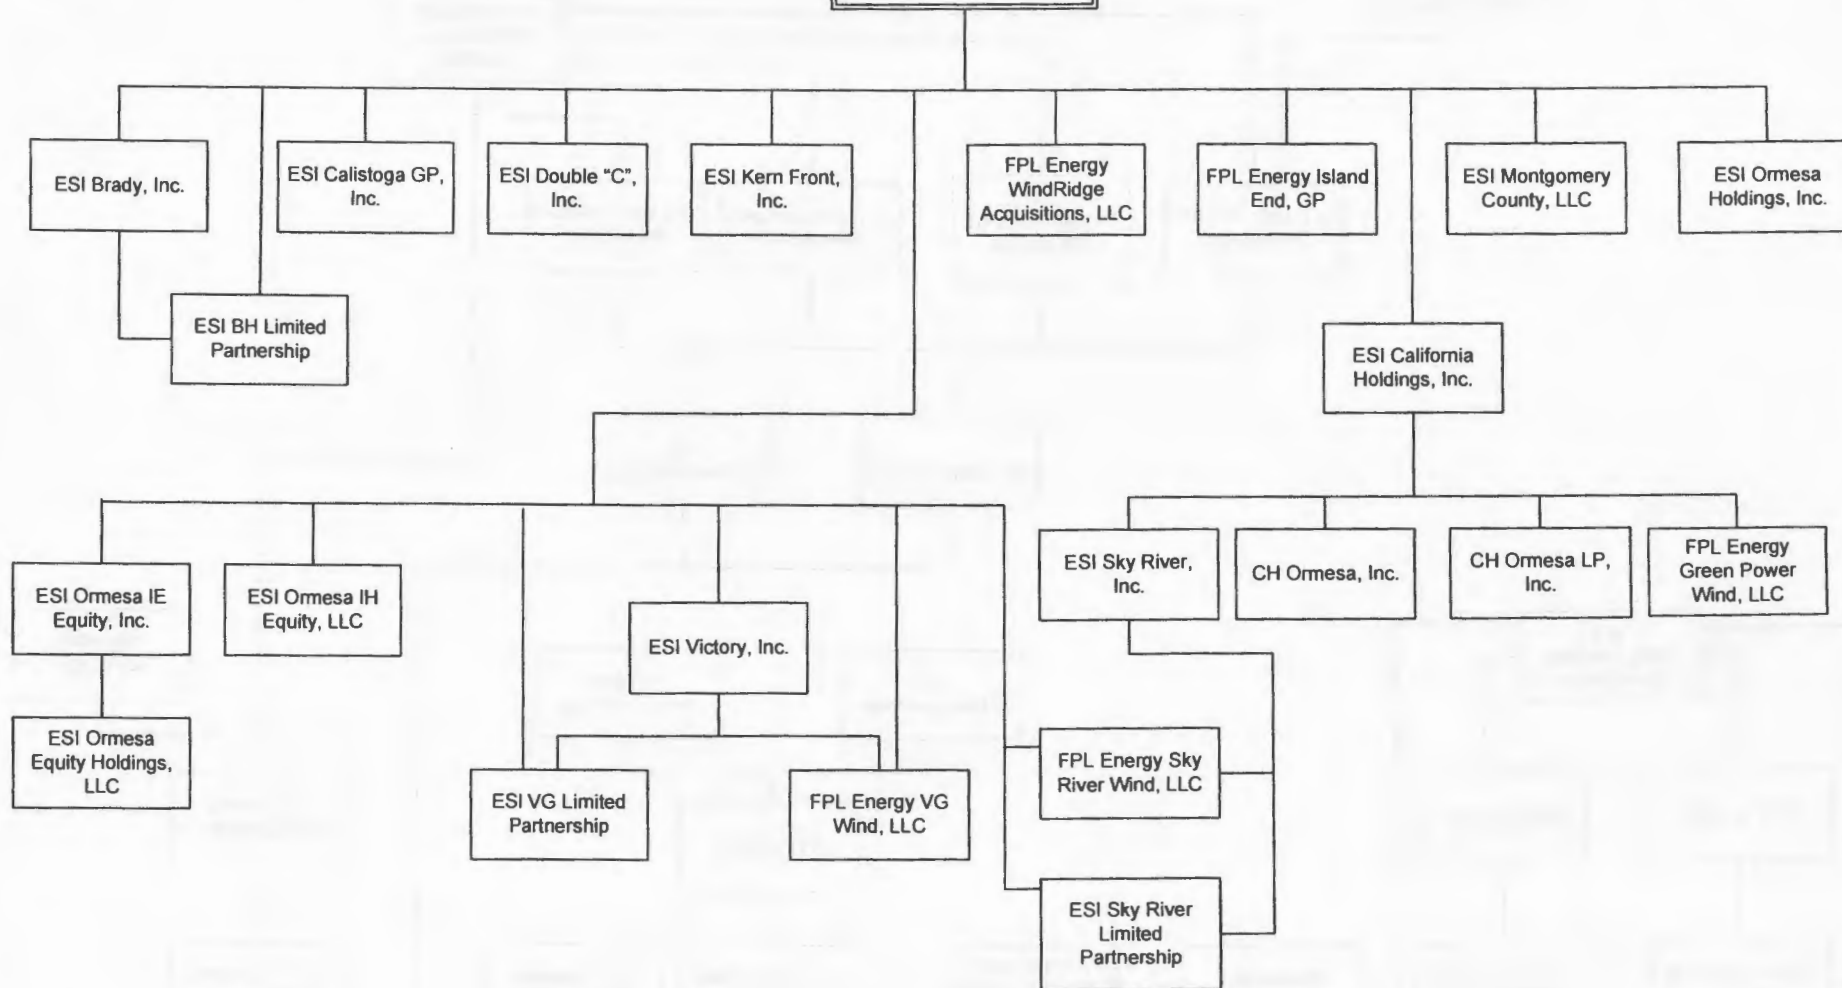 ESI Brady, Inc.
ESI Calistoga GP,
Inc.
ESI Double "C",
Inc.
ESI Kern Front,
Inc.
FPL Energy
WindRidge
Acquisitions, LLC
FPL Energy Island
End, GP
ESI Montgomery
County, LLC
ESI Ormesa
Holdings, Inc.
ESI BH Limited
Partnership
ESI California
Holdings, Inc.
ESI Ormesa IE
Equity, Inc.
ESI Ormesa IH
Equity, LLC
ESI Victory, Inc.
ESI Sky River,
Inc.
CH Ormesa, Inc.
CH Ormesa LP,
Inc.
FPL Energy
Green Power
Wind, LLC
ESI Ormesa
Equity Holdings,
LLC
ESI VG Limited
Partnership
FPL Energy VG
Wind, LLC
FPL Energy Sky
River Wind, LLC
ESI Sky River
Limited
Partnership